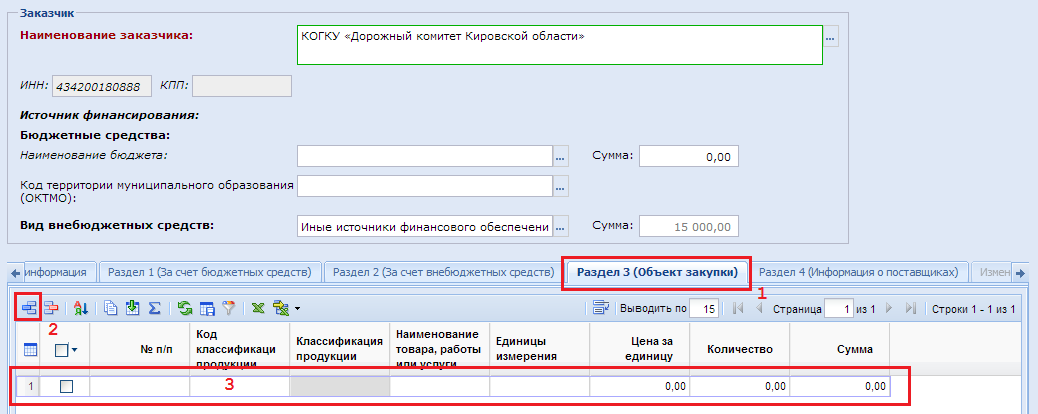 Заказчик
Наименование заказчика: КОГКУ «Дорожный комитет Кировской области» ...
ИНН: 434200180888 КПП:
Источник финансирования:
Бюджетные средства:
Наименование бюджета: ... Сумма: 0,00
Код территории муниципального образования
(ОКТМО): ...
Вид внебюджетных средств: Иные источники финансового обеспечени ... Сумма: 15 000,00
информация Раздел 1 (За счет бюджетных средств) Раздел 2 (За счет внебюджетных средств) Раздел 3 (Объект закупки) Раздел 4 (Информация о поставщиках) Измен
1
Выводить по 15 Страница 1 из 1 Строки 1 - 1 из 1
2
№ п/п
Код
классификаци
продукции
Классификация
продукции
Наименование
товара, работы
или услуги
Единицы
измерения
Цена за
единицу
Количество
Сумма
3
1 0,00 0,00 0,00